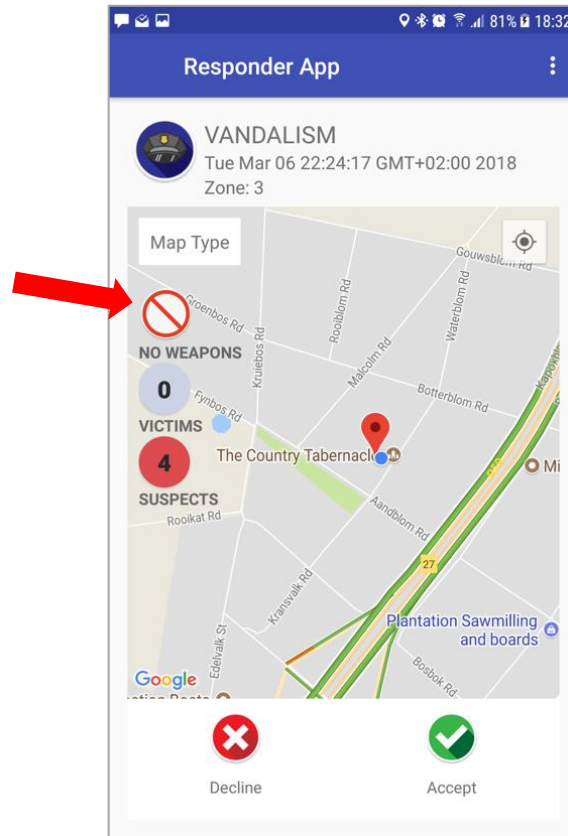 81% 18:32
Responder App
VANDALISM
Tue Mar 06 22:24:17 GMT+02:00 2018
Zone: 3
Map Type
Gouwsblom Rd
Groenbos Rd
Rooiblom Rd
Waterblom Rd
NO WEAPONS
Kruiebos Rd
Malcolm Rd
0
Botterblom Rd
Fynbos Rd
VICTIMS
The Country Tabernacle
4
Mi
SUSPECTS
Rooikat Rd
Aandblom Rd
27
Kransvalk Rd
Plantation Sawmilling
and boards
Edelvalk St
Bosbok Rd
Google
Decline
Accept